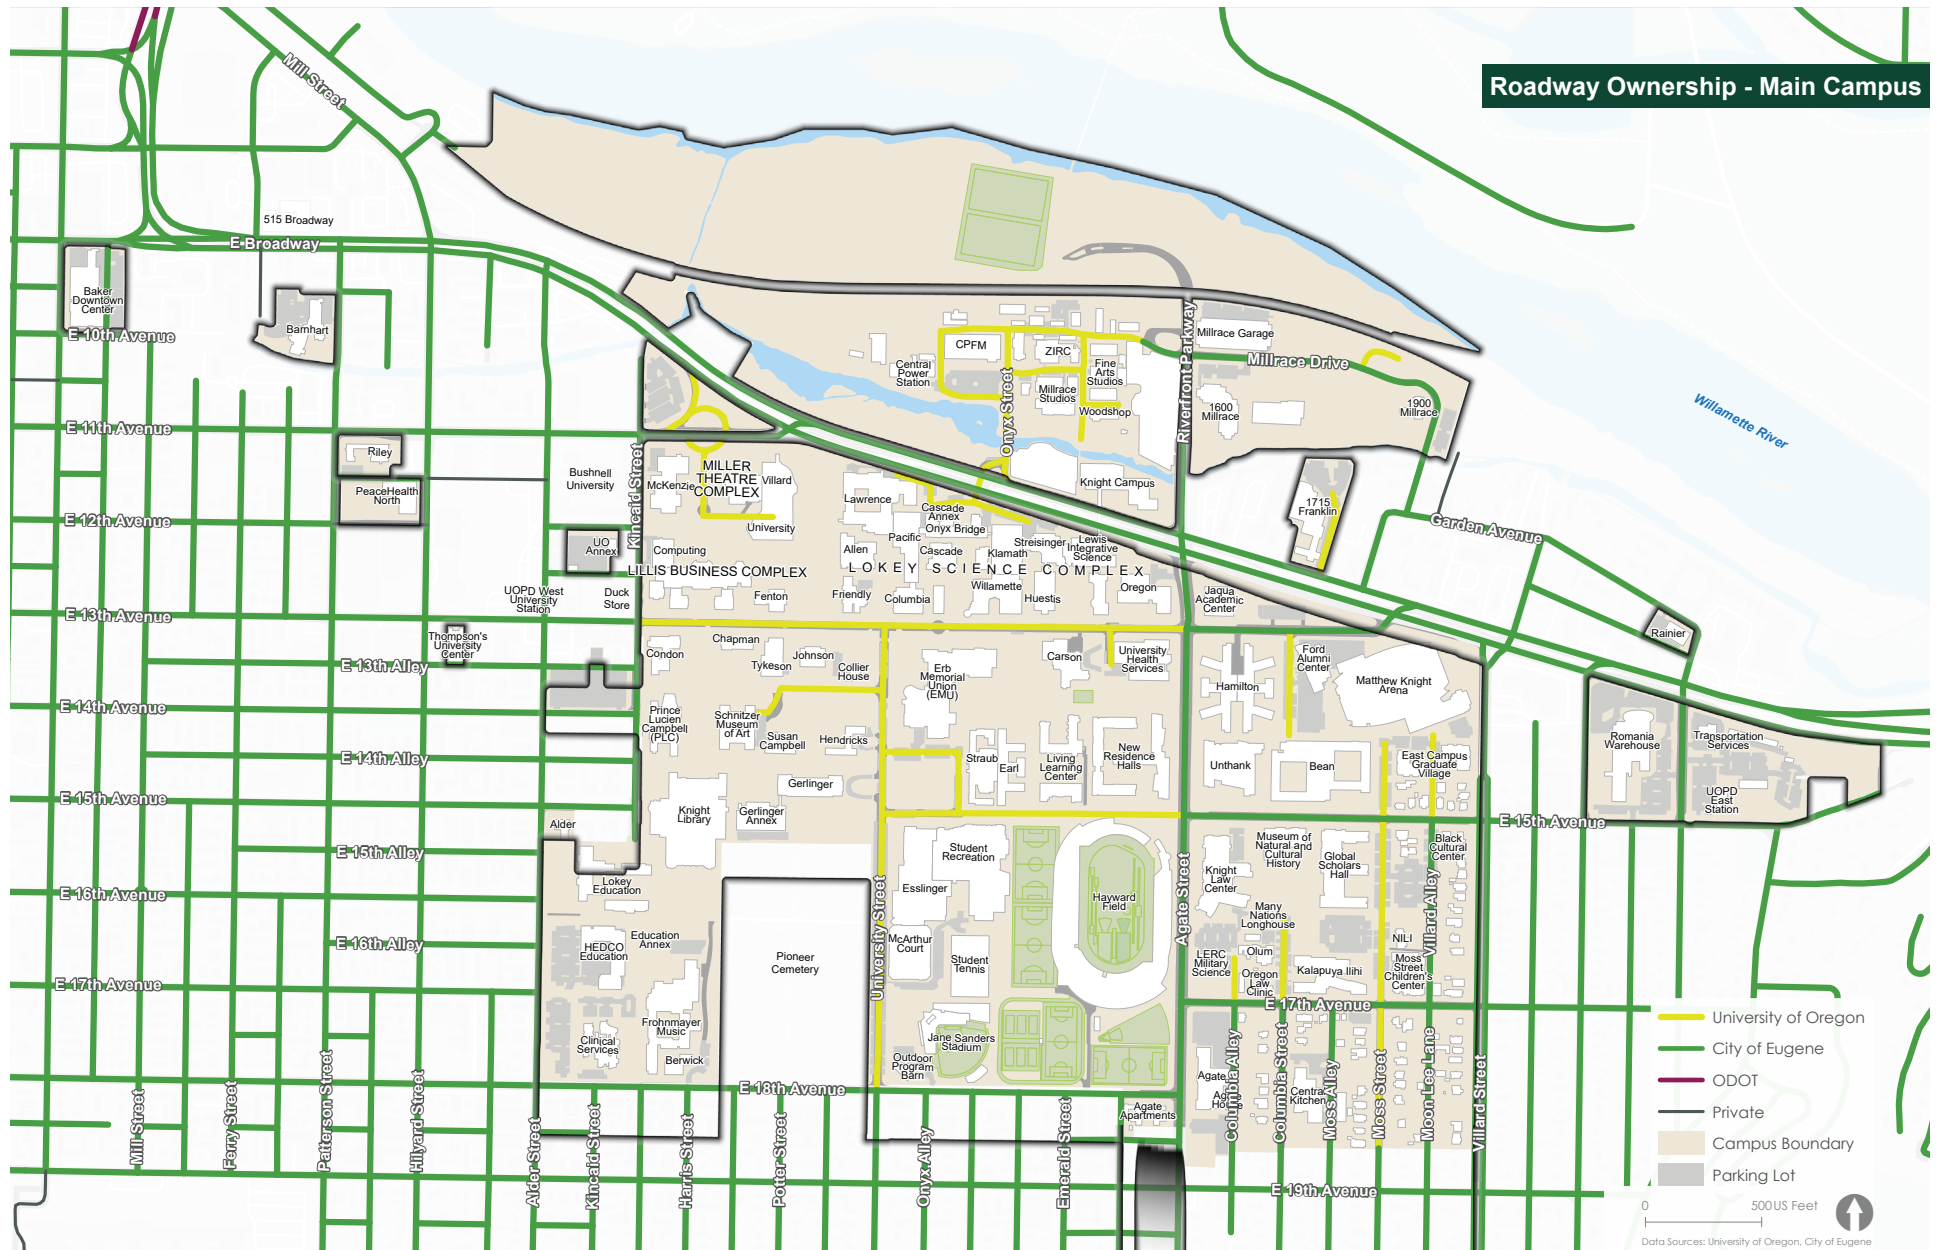 Roadway Ownership - Main Campus
Mill Street
515 Broadway
E Broadway
Baker
Downtown
Center
Barnhart
E 10th Avenue
Riverfront Parkway
Millrace Garage
Millrace Drive
CPFM
ZIRC
Central
Power
Station
Fine
Arts
Studios
Millrace
Studios
Woodshop
Onyx Street
1600
Millrace
1900
Millrace
Willamette River
E 11th Avenue
Riley
PeaceHealth
North
Bushnell
University
Kincaid Street
McKenzie
MILLER
THEATRE
COMPLEX
Villard
University
Lawrence
Knight Campus
1715
Franklin
Garden Avenue
E 12th Avenue
UO
Annex
Computing
LILLIS BUSINESS COMPLEX
Cascade
Annex
Onyx Bridge
Pacific
Allen
Cascade
Klamath
Streisinger
Lewis
Integrative
Science
LOKEY SCIENCE COMPLEX
Willamette
Huestis
Oregon
Fenton
Friendly
Columbia
UOPD West
University
Station
Duck
Store
Jaqua
Academic
Center
E 13th Avenue
Thompson's
University
Center
E 13th Alley
Condon
Chapman
Tykeson
Johnson
Collier
House
Erb
Memorial
Union
(EMU)
Carson
University
Health
Services
Hamilton
Ford
Alumni
Center
Matthew Knight
Arena
Rainier
E 14th Avenue
Prince
Lucien
Campbell
(PLC)
Schnitzer
Museum
of Art
Susan
Campbell
Hendricks
Straub
Earl
Living
Learning
Center
New
Residence
Halls
Unthank
Bean
East Campus
Graduate
Village
Romania
Warehouse
Transportation
Services
UOPD
East
Station
E 14th Alley
Gerlinger
Gerlinger
Annex
Knight
Library
E 15th Avenue
E 15th Avenue
Alder
E 15th Alley
Lokey
Education
Student
Recreation
Esslinger
Hayward
Field
Agate Street
Museum of
Natural and
Cultural
History
Knight
Law
Center
Global
Scholars
Hall
Black
Cultural
Center
Villard Alley
Many
Nations
Longhouse
E 16th Avenue
E 16th Alley
HEDCO
Education
Education
Annex
Pioneer
Cemetery
University Street
McArthur
Court
Student
Tennis
LERC
Military
Science
Olum
Oregon
Law
Clinic
Kalapuya Ilihi
NILI
Moss
Street
Children's
Center
E 17th Avenue
E 17th Avenue
Frohnmayer
Music
Clinical
Services
Berwick
Jane Sanders
Stadium
Outdoor
Program
Barn
E 18th Avenue
Agate
Apartments
Agate
House
Central
Kitchen
Mill Street
Ferry Street
Patterson Street
Hilyard Street
Alder Street
Kincaid Street
Harris Street
Potter Street
Onyx Alley
Emerald Street
Columbia Alley
Columbia Street
Moss Alley
Moss Street
Moon Lee Lane
Villard Street
E 19th Avenue
University of Oregon
City of Eugene
ODOT
Private
Campus Boundary
Parking Lot
0 500 US Feet
Data Sources: University of Oregon, City of Eugene